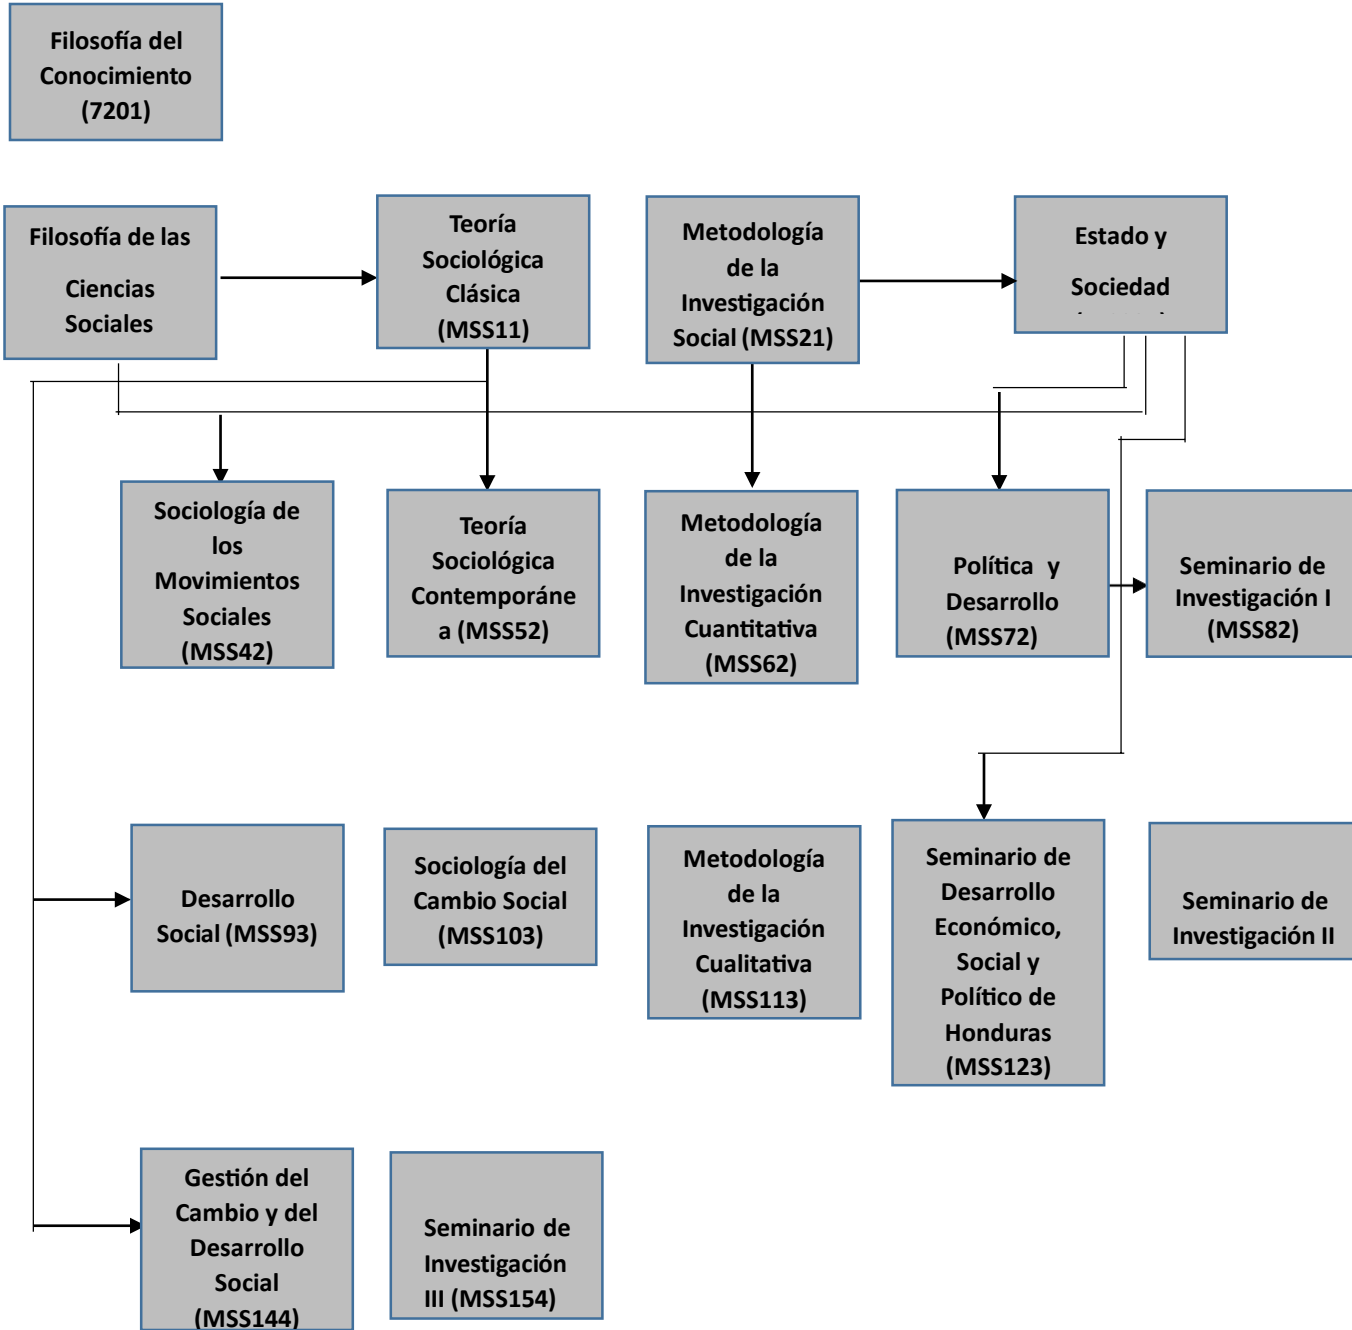 Filosofía del
Conocimiento
(7201)
Filosofía de las
Ciencias
Sociales
Teoría
Sociológica
Clásica
(MSS11)
Metodología
de la
Investigación
Social (MSS21)
Estado y
Sociedad
Sociología de
los
Movimientos
Sociales
(MSS42)
Teoría
Sociológica
Contemporáne
a (MSS52)
Metodología
de la
Investigación
Cuantitativa
(MSS62)
Política y
Desarrollo
(MSS72)
Seminario de
Investigación I
(MSS82)
Desarrollo
Social (MSS93)
Sociología del
Cambio Social
(MSS103)
Metodología
de la
Investigación
Cualitativa
(MSS113)
Seminario de
Desarrollo
Económico,
Social y
Político de
Honduras
(MSS123)
Seminario de
Investigación II
Gestión del
Cambio y del
Desarrollo
Social
(MSS144)
Seminario de
Investigación
III (MSS154)